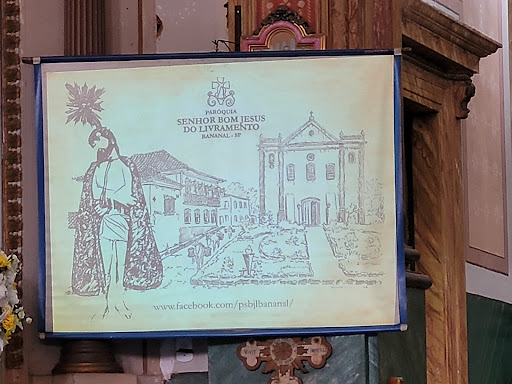 PARÓQUIA
SENHOR BOM JESUS
DO LIVRAMENTO
BANANAL - SP
www.facebook.com/psbjlbananal/